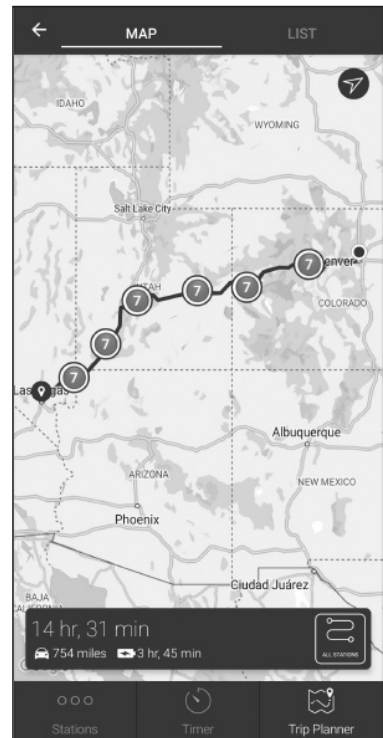 MAP
LIST
IDAHO
WYOMING
Salt Lake City
7
7
7
7
enver
UTAH
COLORADO
7
7
Las
gas
Albuquerque
ARIZONA
NEW MEXICO
Phoenix
Ciudad Juárez
BAJA
CALIFORNIA
14 hr, 31 min
754 miles 3 hr, 45 min
ALL STATIONS
Stations
Timer
Trip Planner